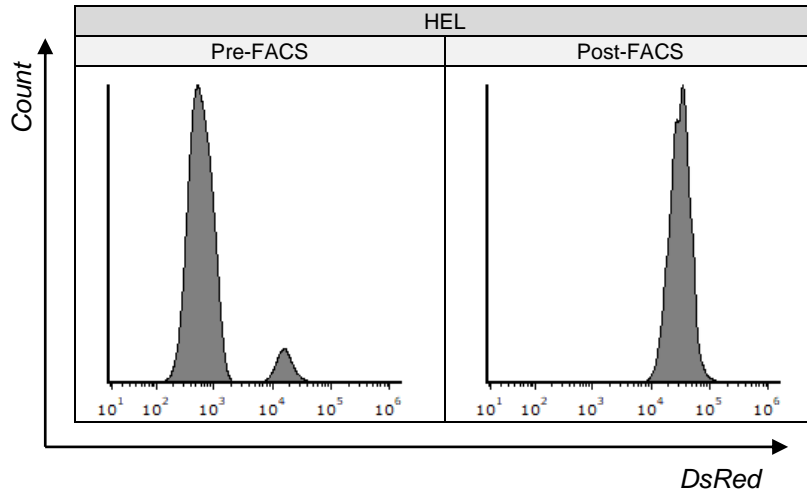 HEL
Pre-FACS Post-FACS
Count
10¹ 10² 10³ 10⁴ 10⁵ 10⁶ 10¹ 10² 10³ 10⁴ 10⁵ 10⁶
DsRed